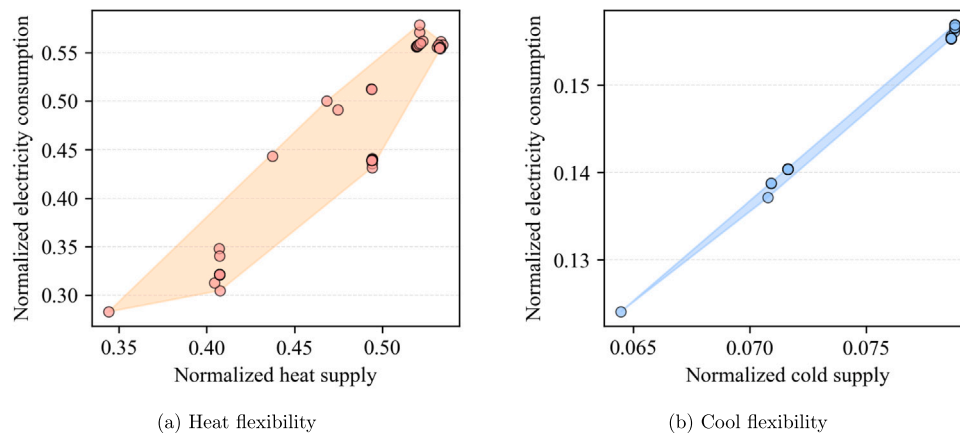 Normalized electricity consumption
0.55
0.50
0.45
0.40
0.35
0.30
0.35
0.40
0.45
0.50
Normalized heat supply
(a) Heat flexibility
Normalized electricity consumption
0.15
0.14
0.13
0.065
0.070
0.075
Normalized cold supply
(b) Cool flexibility